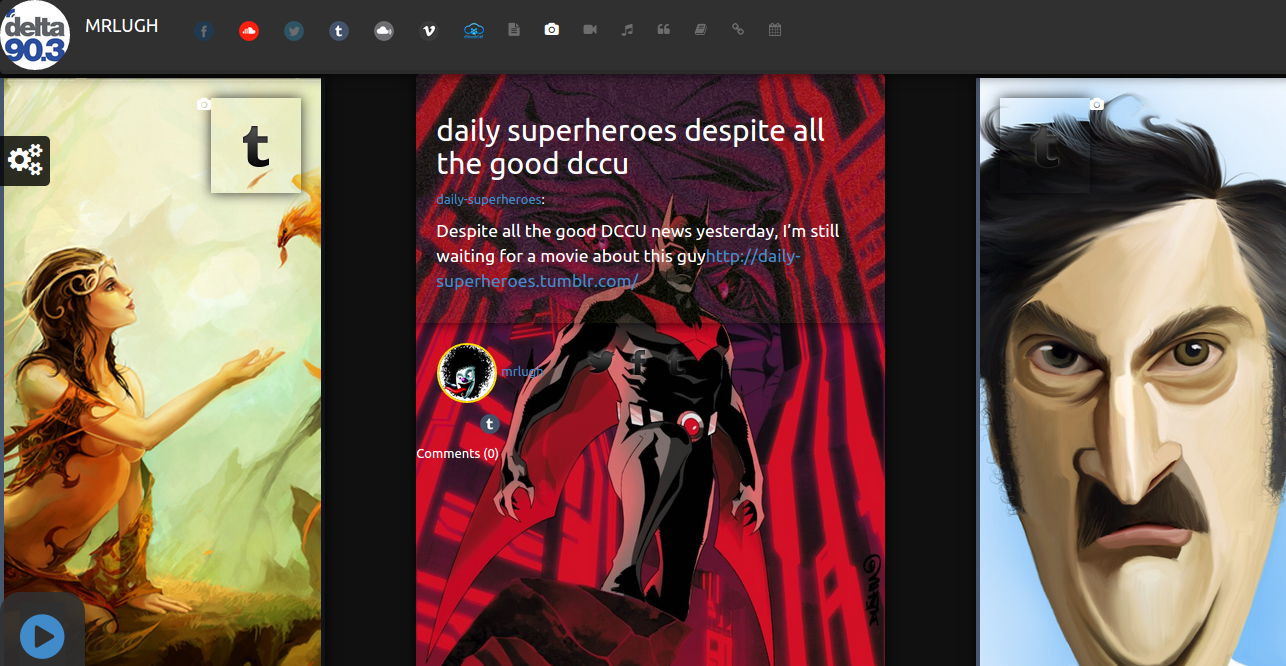 delta
90.3
MRLUGH
t
t
daily superheroes despite all
the good dccu
daily-superheroes:
Despite all the good DCCU news yesterday, I'm still
waiting for a movie about this guyhttp://daily-
superheroes.tumblr.com/
mrlugh
Comments (0)
t